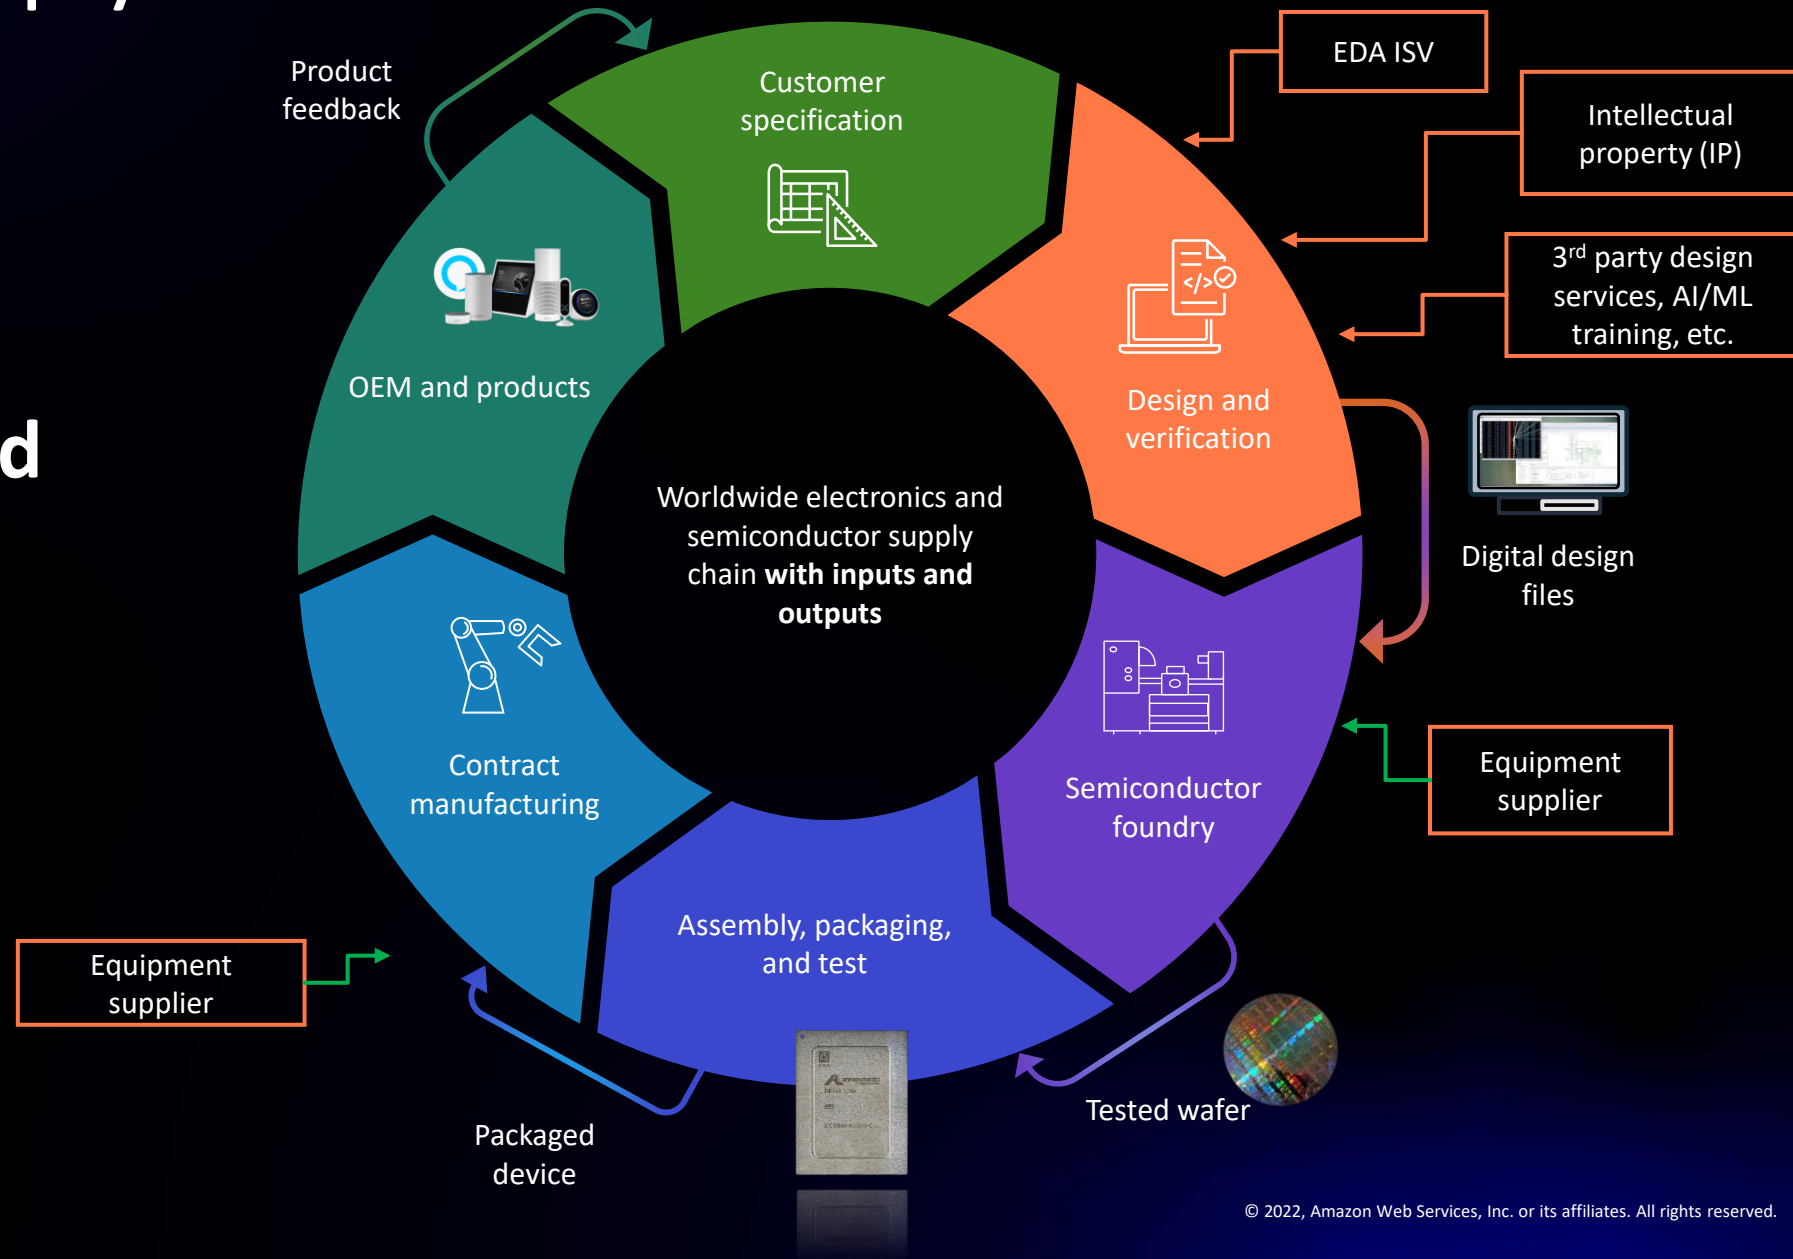 ply
d
Product
feedback
Customer
specification
EDA ISV
Intellectual
property (IP)
3rd party design
services, AI/ML
training, etc.
OEM and products
Design and
verification
Worldwide electronics and
semiconductor supply
chain with inputs and
outputs
Digital design
files
Contract
manufacturing
Semiconductor
foundry
Equipment
supplier
Assembly, packaging,
and test
Equipment
supplier
Tested wafer
Packaged
device
© 2022, Amazon Web Services, Inc. or its affiliates. All rights reserved.